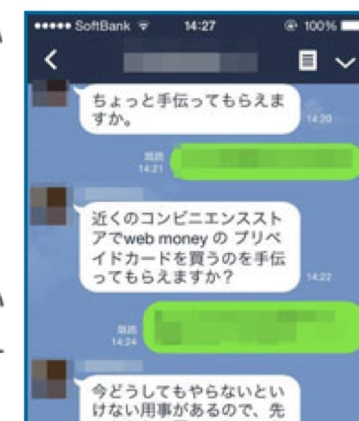 SoftBank 14:27 100%
ちょっと手伝ってもらえま
すか。
14:20
既読
14:21
近くのコンビニエンススト
アでweb money の プリペ
イドカードを買うのを手伝
ってもらえますか？
14:22
既読
14:24
今どうしてもやらないとい
けない用事があるので、先